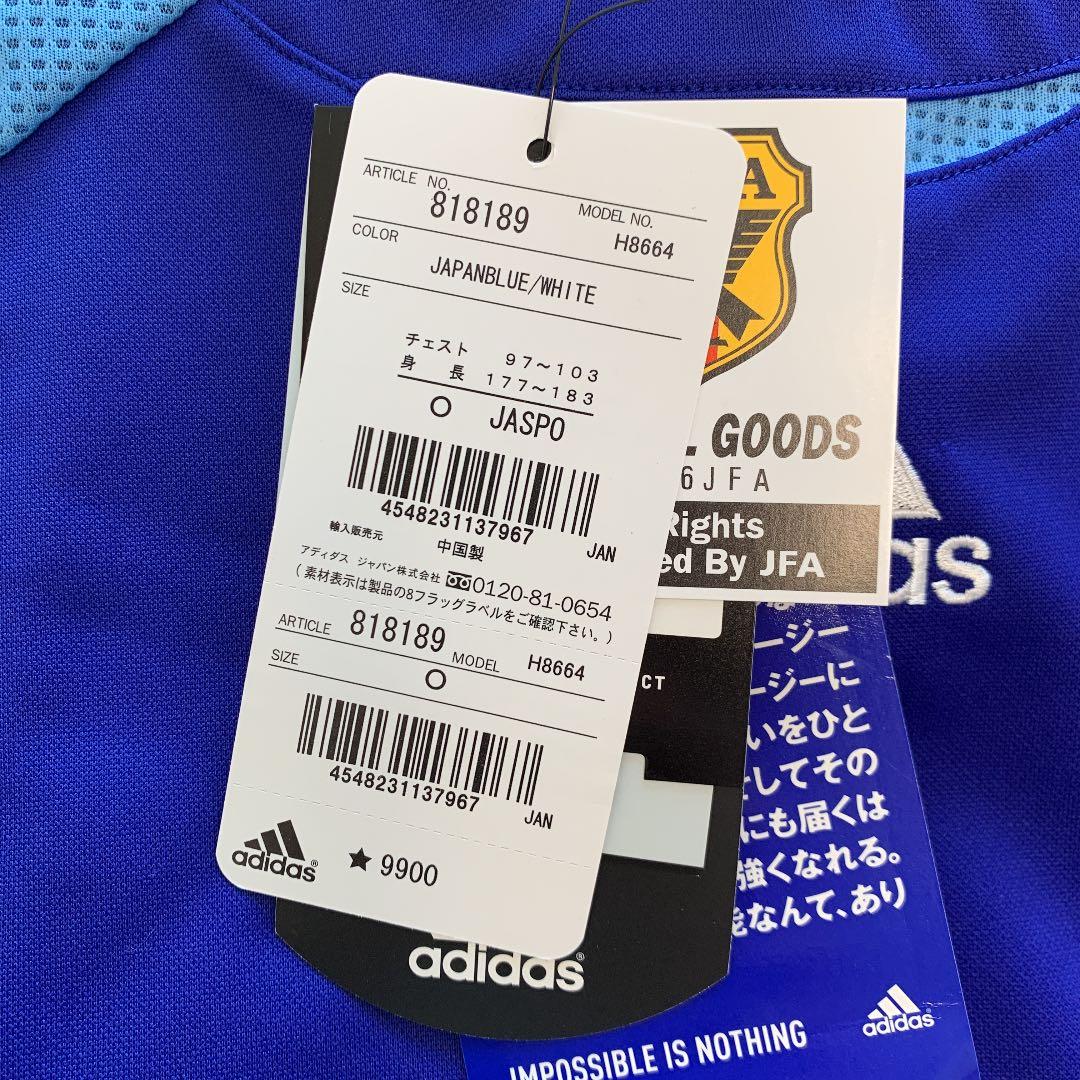 ARTICLE NO. 818189 MODEL NO. H8664
COLOR
JAPANBLUE/WHITE
SIZE
チェスト 97~103
身長 177~183
O JASPO
4548231137967
JAN
輸入販売元 中国製
アディダス ジャパン株式会社 0120-81-0654
(素材表示は製品の8フラッグラベルをご確認下さい。)
ARTICLE 818189 MODEL H8664
SIZE O
4548231137967
JAN
adidas® ★9900
GOODS
6JFA
Rights
By JFA
adidas®
ージー
ージーに
いをひと
してその
にも届くは
強くなれる。
なんて、あり
adidas
IMPOSSIBLE IS NOTHING